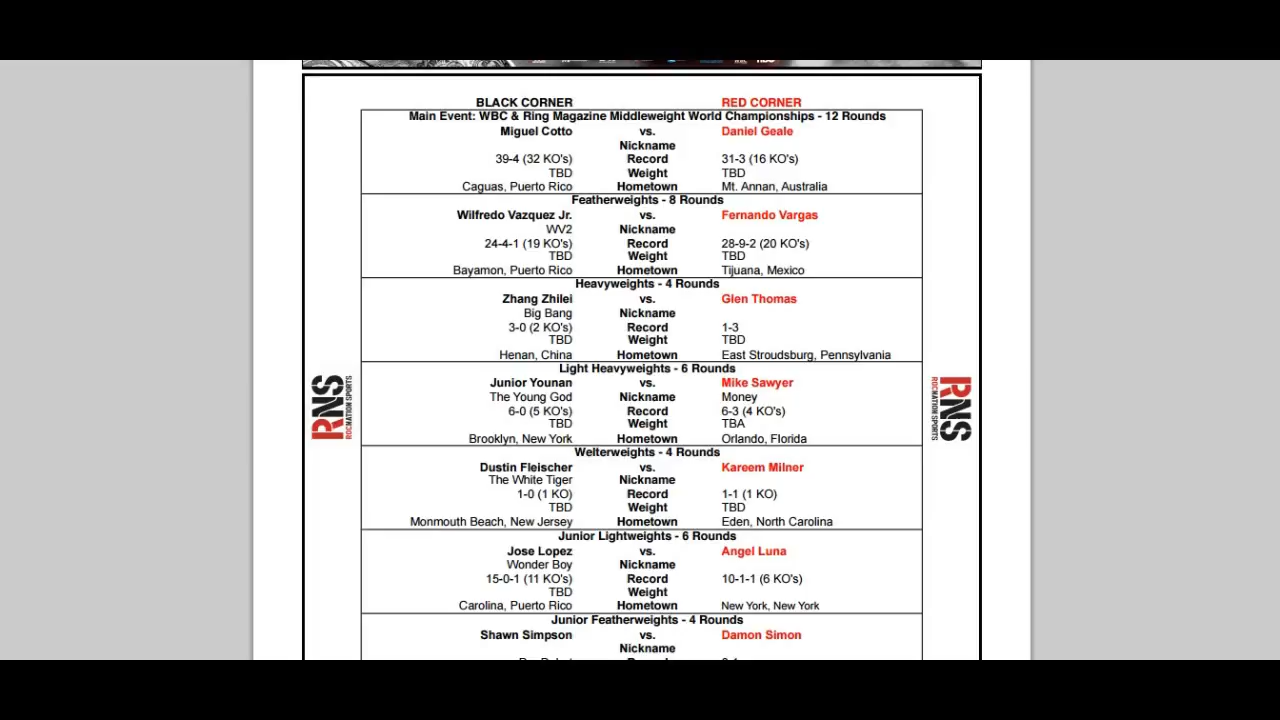 BLACK CORNER RED CORNER
Main Event: WBC & Ring Magazine Middleweight World Championships - 12 Rounds
Miguel Cotto vs. Daniel Geale
Nickname
39-4 (32 KO's) Record 31-3 (16 KO's)
TBD Weight TBD
Caguas, Puerto Rico Hometown Mt. Annan, Australia
Featherweights - 8 Rounds
Wilfredo Vazquez Jr. vs. Fernando Vargas
WV2 Nickname
24-4-1 (19 KO's) Record 28-9-2 (20 KO's)
TBD Weight TBD
Bayamon, Puerto Rico Hometown Tijuana, Mexico
Heavyweights - 4 Rounds
Zhang Zhilei vs. Glen Thomas
Big Bang Nickname
3-0 (2 KO's) Record 1-3
TBD Weight TBD
Henan, China Hometown East Stroudsburg, Pennsylvania
Light Heavyweights - 6 Rounds
Junior Younan vs. Mike Sawyer
The Young God Nickname Money
6-0 (5 KO's) Record 6-3 (4 KO's)
TBD Weight TBA
Brooklyn, New York Hometown Orlando, Florida
Welterweights - 4 Rounds
Dustin Fleischer vs. Kareem Milner
The White Tiger Nickname
1-0 (1 KO) Record 1-1 (1 KO)
TBD Weight TBD
Monmouth Beach, New Jersey Hometown Eden, North Carolina
Junior Lightweights - 6 Rounds
Jose Lopez vs. Angel Luna
Wonder Boy Nickname
15-0-1 (11 KO's) Record 10-1-1 (6 KO's)
TBD Weight
Carolina, Puerto Rico Hometown New York, New York
Junior Featherweights - 4 Rounds
Shawn Simpson vs. Damon Simon
Nickname
RNS
ROCNATION SPORTS
RNS
ROCNATION SPORTS